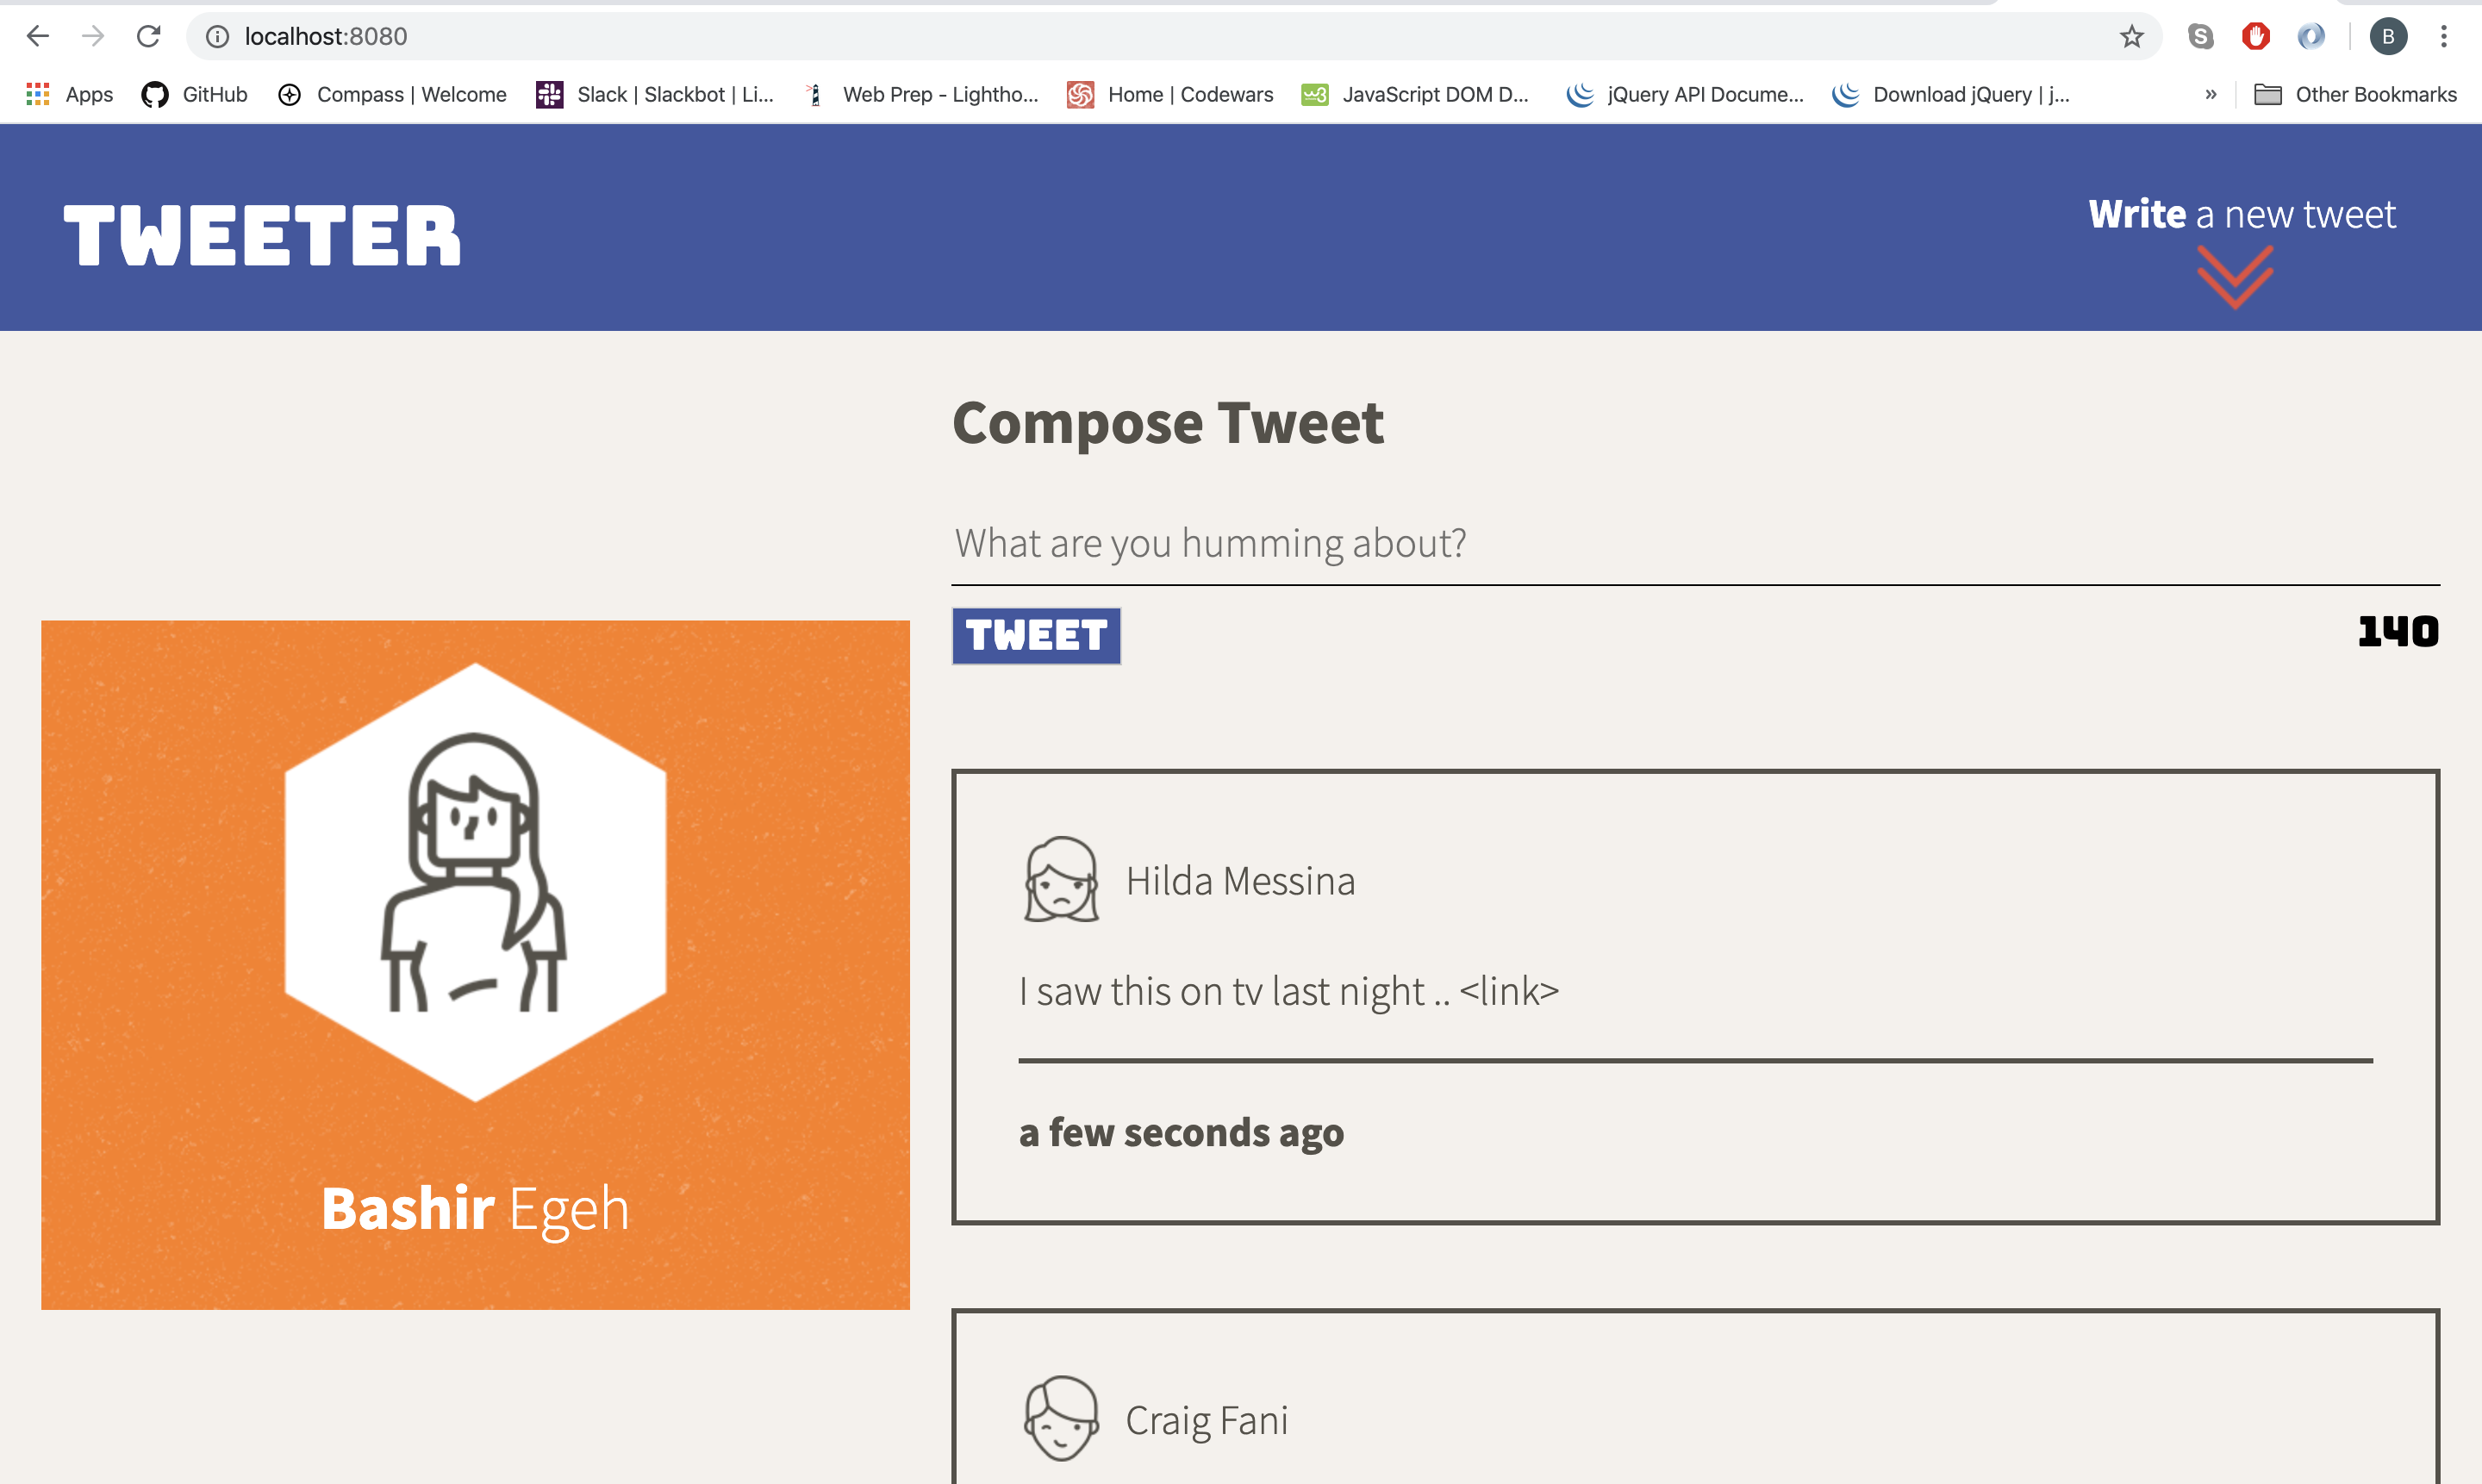 localhost:8080
B
Apps GitHub Compass | Welcome Slack | Slackbot | Li... Web Prep - Lightho... Home | Codewars JavaScript DOM D... jQuery API Docume... Download jQuery | j... » Other Bookmarks
TWEETER
Write a new tweet
Compose Tweet
What are you humming about?
TWEET 140
Bashir Egeh
Hilda Messina
I saw this on tv last night .. <link>
a few seconds ago
Craig Fani